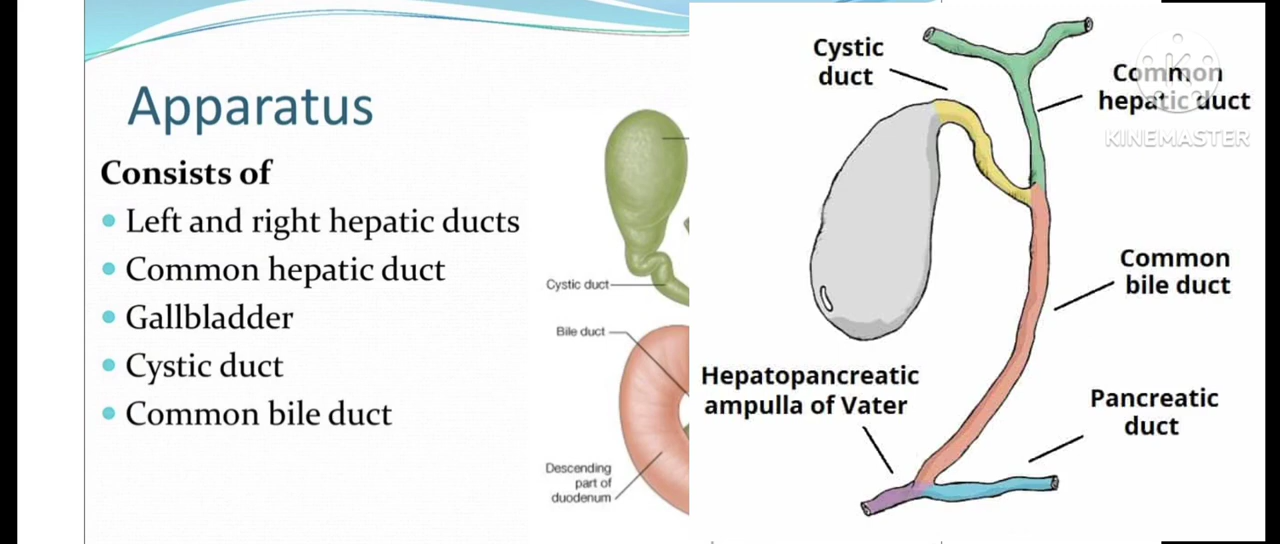 Apparatus
Consists of
Left and right hepatic ducts
Common hepatic duct
Gallbladder
Cystic duct
Common bile duct
Cystic duct
Bile duct
Descending
part of
duodenum
Cystic
duct
Common
hepatic duct
KINEMASTER
Common
bile duct
Hepatopancreatic
ampulla of Vater
Pancreatic
duct